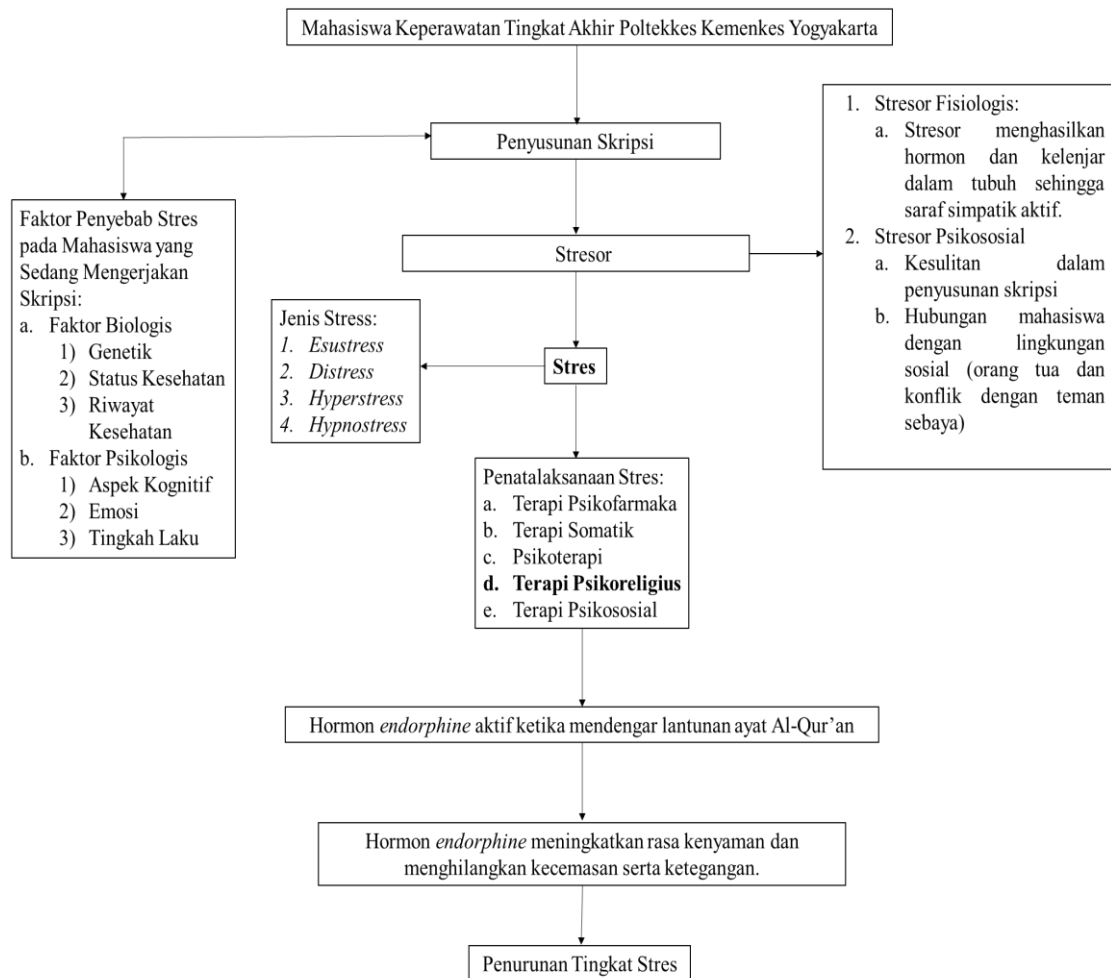 Mahasiswa Keperawatan Tingkat Akhir Poltekkes Kemenkes Yogyakarta
Penyusunan Skripsi
Faktor Penyebab Stres
pada Mahasiswa yang
Sedang Mengerjakan
Skripsi:
a. Faktor Biologis
1) Genetik
2) Status Kesehatan
3) Riwayat
Kesehatan
b. Faktor Psikologis
1) Aspek Kognitif
2) Emosi
3) Tingkah Laku
Stresor
1. Stresor Fisiologis:
a. Stresor menghasilkan
hormon dan kelenjar
dalam tubuh sehingga
saraf simpatik aktif.
2. Stresor Psikososial
a. Kesulitan dalam
penyusunan skripsi
b. Hubungan mahasiswa
dengan lingkungan
sosial (orang tua dan
konflik dengan teman
sebaya)
Jenis Stress:
1. Esustress
2. Distress
3. Hyperstress
4. Hypnostress
Stres
Penatalaksanaan Stres:
a. Terapi Psikofarmaka
b. Terapi Somatik
c. Psikoterapi
d. Terapi Psikoreligius
e. Terapi Psikososial
Hormon endorphine aktif ketika mendengar lantunan ayat Al-Qur’an
Hormon endorphine meningkatkan rasa kenyaman dan
menghilangkan kecemasan serta ketegangan.
Penurunan Tingkat Stres